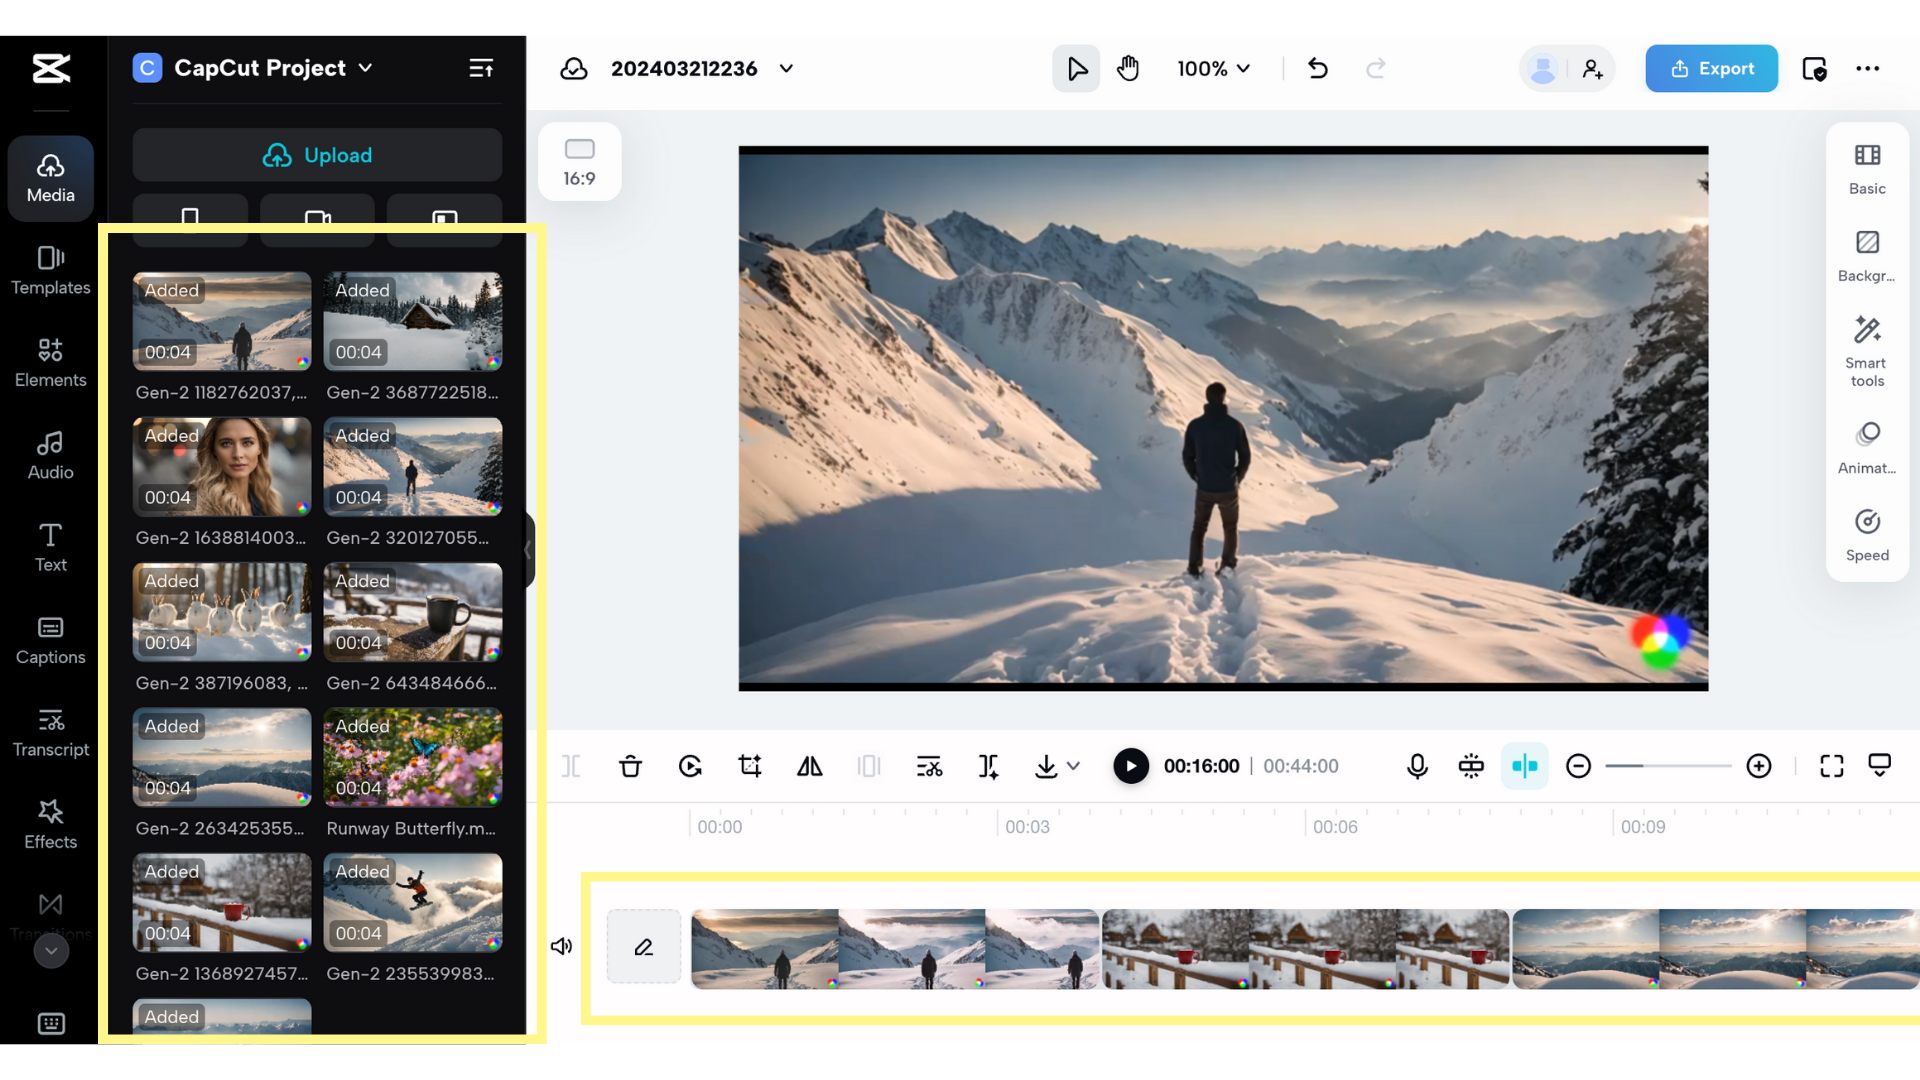 C CapCut Project
202403212236
100%
Export
Upload
16:9
Media
Templates
Elements
Audio
Text
Captions
Transcript
Effects
Transitions
Added
00:04
Gen-2 1182762037,...
Added
00:04
Gen-2 3687722518...
Added
00:04
Gen-2 1638814003...
Added
00:04
Gen-2 320127055...
Added
00:04
Gen-2 387196083, ...
Added
00:04
Gen-2 643484666...
Added
00:04
Gen-2 263425355...
Added
00:04
Runway Butterfly.m...
Added
00:04
Gen-2 1368927457...
Added
00:04
Gen-2 235539983...
Added
Basic
Backgr...
Smart
tools
Animat...
Speed
00:16:00 | 00:44:00
00:00 00:03 00:06 00:09